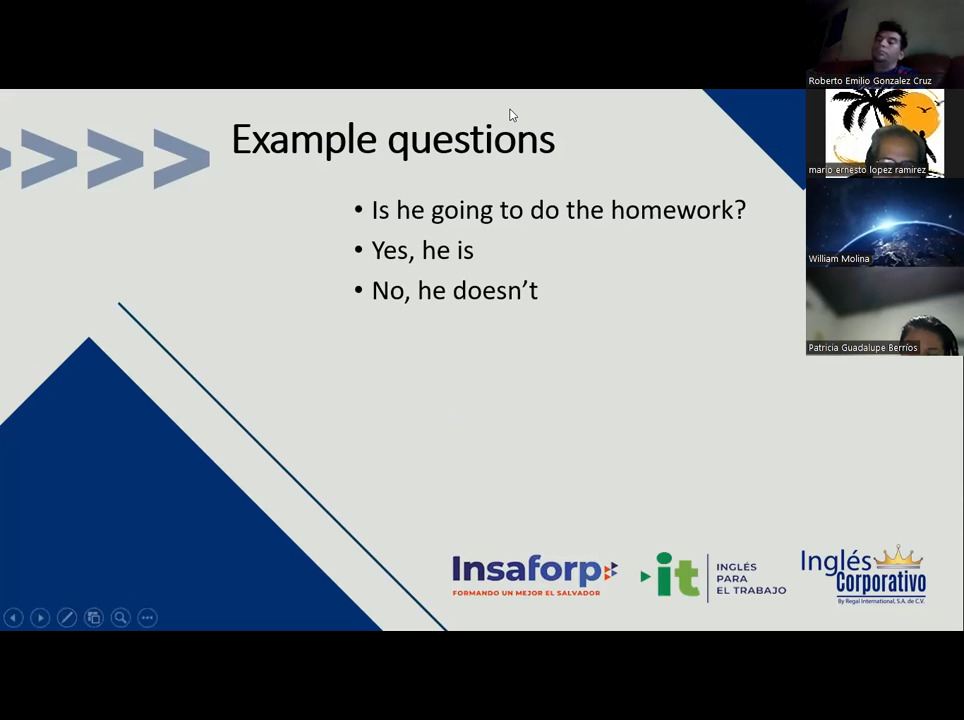 Example questions
• Is he going to do the homework?
• Yes, he is
• No, he doesn’t
Roberto Emilio Gonzalez Cruz
mario ernesto lopez ramirez
William Molina
Patricia Guadalupe Berríos
Insaforp
FORMANDO UN MEJOR EL SALVADOR
it
INGLÉS
PARA
EL TRABAJO
Inglés
Corporativo
By Regal International, S.A. de C.V.